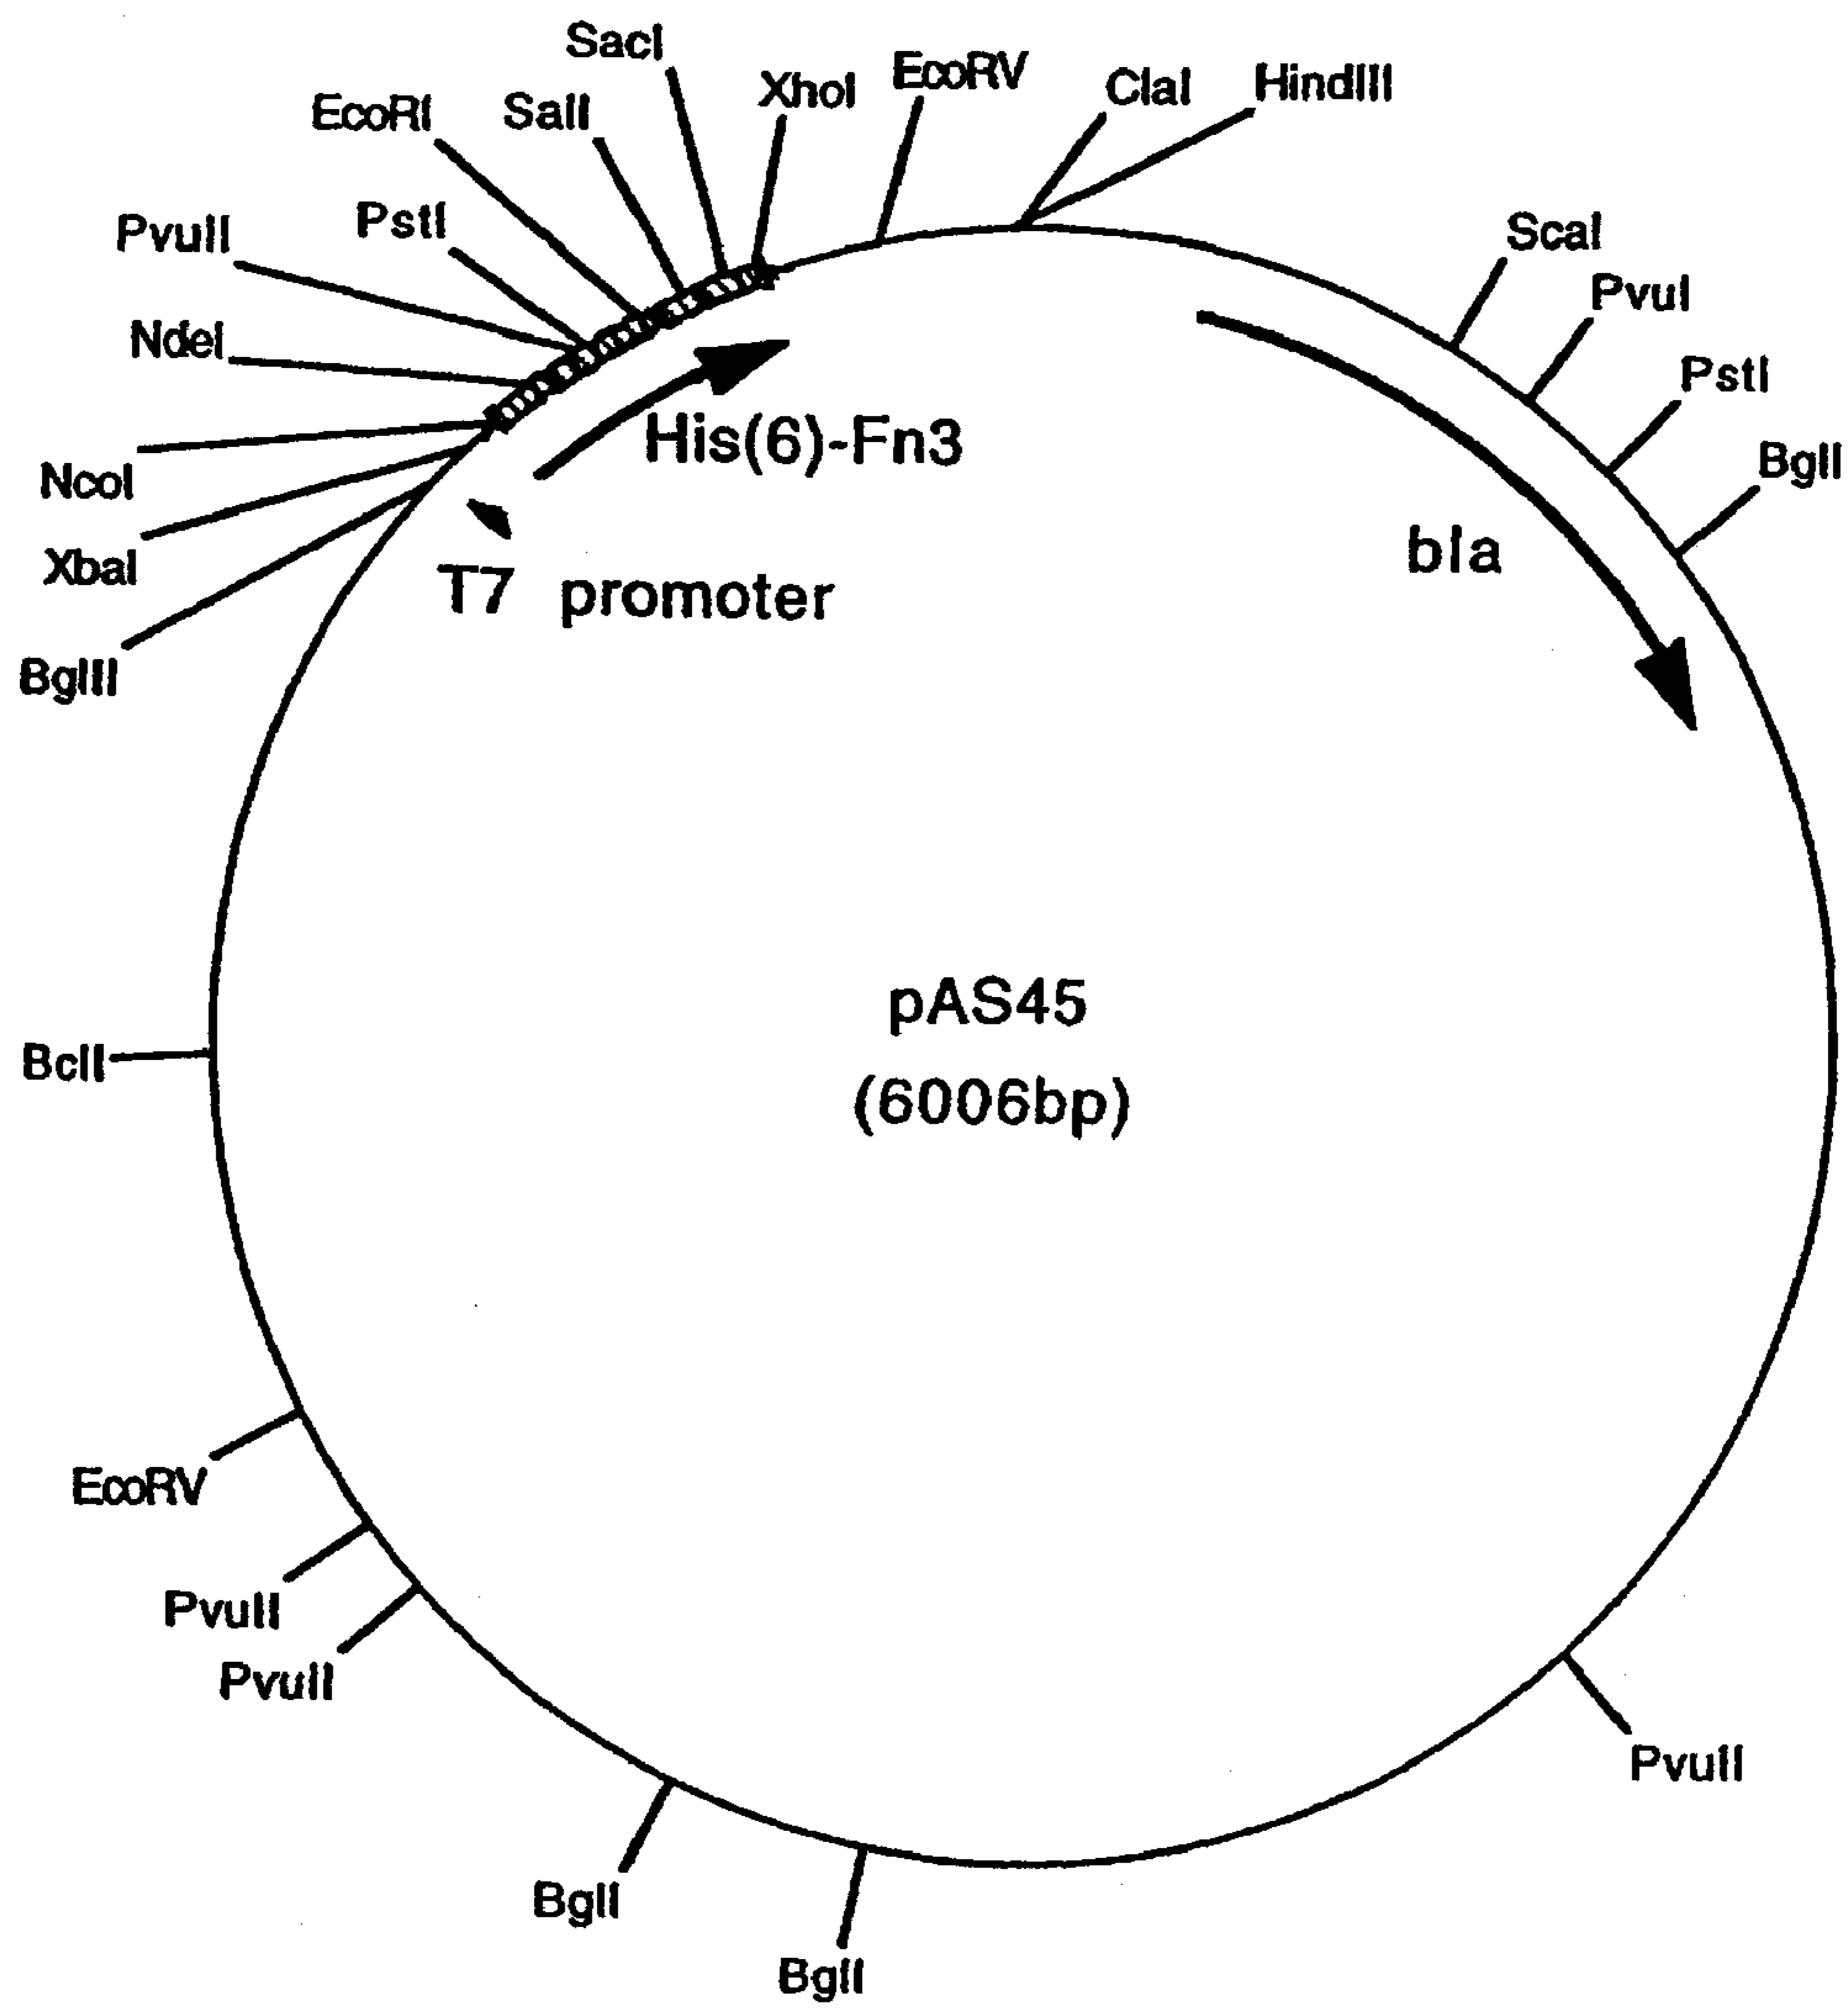 SacI
EcoRV
XhoI
ClaI
HindIII
EcoRI
SalI
PstI
PvuII
ScaI
PvuI
NdeI
PstI
His(6)-Fn3
BglI
NcoI
XbaI
bla
T7 promoter
BglII
pAS45
BclI
(6006bp)
EcoRV
PvuII
PvuII
PvuII
BglI
BglI